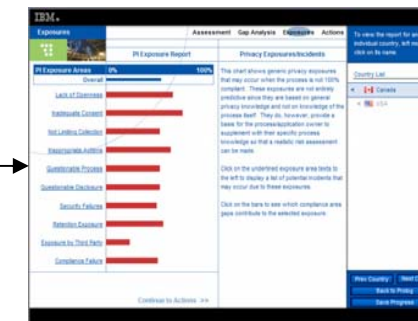 IBM.
Exposures
Assessment Gap Analysis Exposures Actions
PI Exposure Report
Privacy Exposures/Incidents
PI Exposure Areas 0% 100%
Overall
Lack of Openness
Inadequate Consent
Not Limiting Collection
Questionable Process
Questionable Disclosure
Security Failures
Retention Exposure
Exposure by Third Party
Compliance Failure
This chart shows generic privacy exposures
that may occur when the process is not 100%
compliant. These exposures are not entirely
predictive since they are based on general
privacy knowledge and not on knowledge of the
process itself. They do, however, provide a
basis for the process/application owner to
supplement with their specific process
knowledge so that a realistic risk assessment
can be made.
Click on the underlined exposure area texts to
the left to display a list of potential incidents that
may occur due to these exposures.
Click on the bars to see which compliance area
gaps contribute to the selected exposure.
Continue to Actions >>
To view the report for an
individual country, left mo
click on its name.
Country List
Canada
USA
Prev Country Next C
Back to Prolog
Save Progress